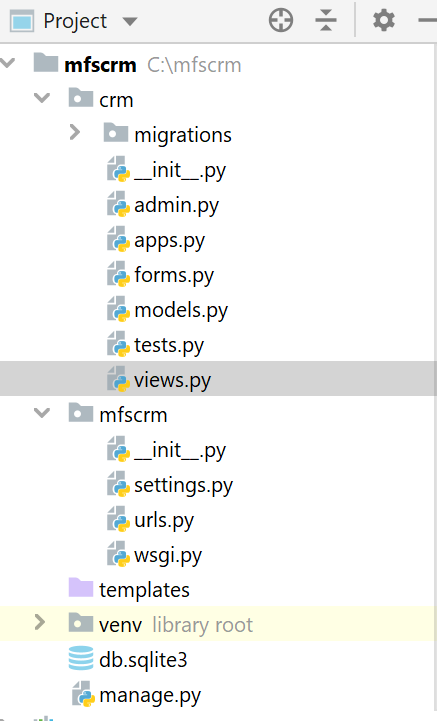 Project
mfscrm C:\mfscrm
crm
migrations
__init__.py
admin.py
apps.py
forms.py
models.py
tests.py
views.py
mfscrm
__init__.py
settings.py
urls.py
wsgi.py
templates
venv library root
db.sqlite3
manage.py